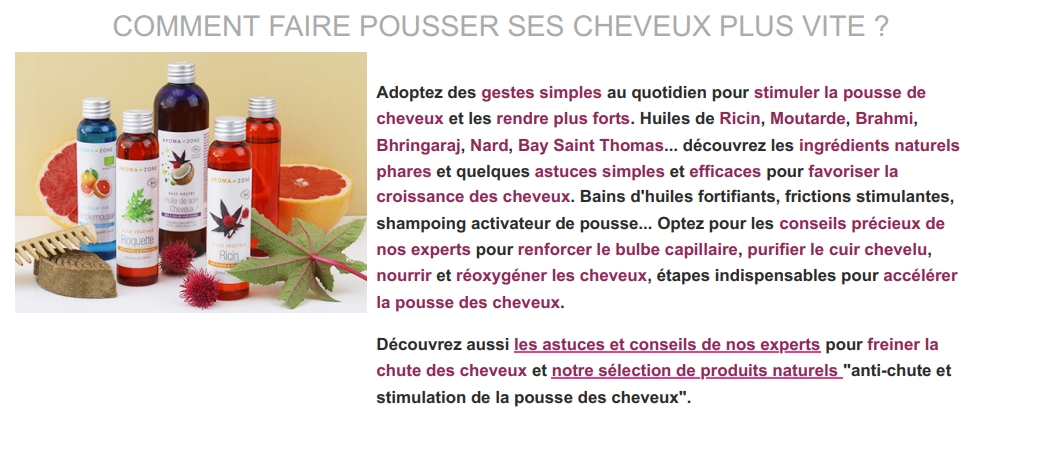 COMMENT FAIRE POUSSER SES CHEVEUX PLUS VITE ?
Adoptez des gestes simples au quotidien pour stimuler la pousse de
cheveux et les rendre plus forts. Huiles de Ricin, Moutarde, Brahmi,
Bhringaraj, Nard, Bay Saint Thomas... découvrez les ingrédients naturels
phares et quelques astuces simples et efficaces pour favoriser la
croissance des cheveux. Bains d'huiles fortifiants, frictions stimulantes,
shampoing activateur de pousse... Optez pour les conseils précieux de
nos experts pour renforcer le bulbe capillaire, purifier le cuir chevelu,
nourrir et réoxygéner les cheveux, étapes indispensables pour accélérer
la pousse des cheveux.
Découvrez aussi les astuces et conseils de nos experts pour freiner la
chute des cheveux et notre sélection de produits naturels "anti-chute et
stimulation de la pousse des cheveux".
AROMA-ZONE
AROMA-ZONE
Roquette
AROMA-ZONE
BASE NEUTRE
Huile de soin
Cheveux
AROMA-ZONE
Ricin